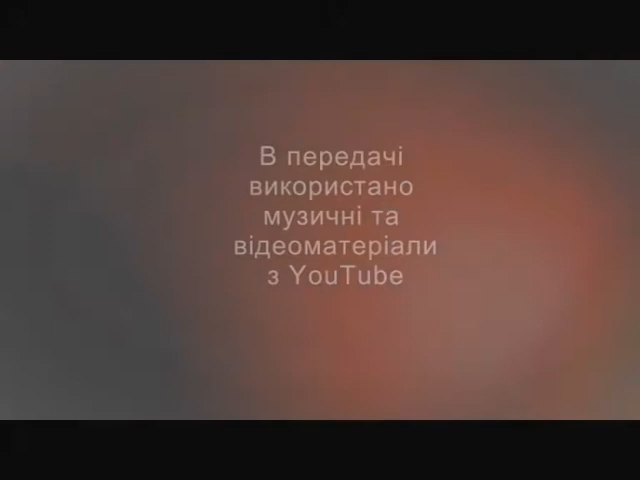 В передачі
використано
музичні та
відеоматеріали
з YouTube